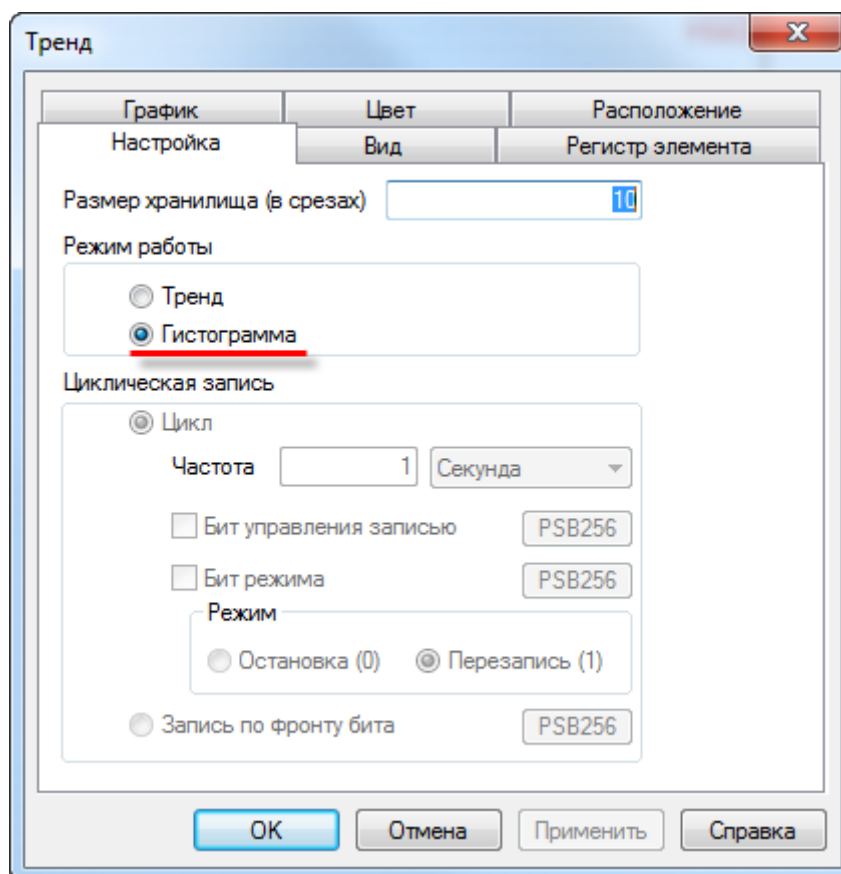 Тренд
График Цвет Расположение
Настройка Вид Регистр элемента
Размер хранилища (в срезах) 10
Режим работы
Тренд
Гистограмма
Циклическая запись
Цикл
Частота 1 Секунда
Бит управления записью PSB256
Бит режима PSB256
Режим
Остановка (0) Перезапись (1)
Запись по фронту бита PSB256
OK Отмена Применить Справка